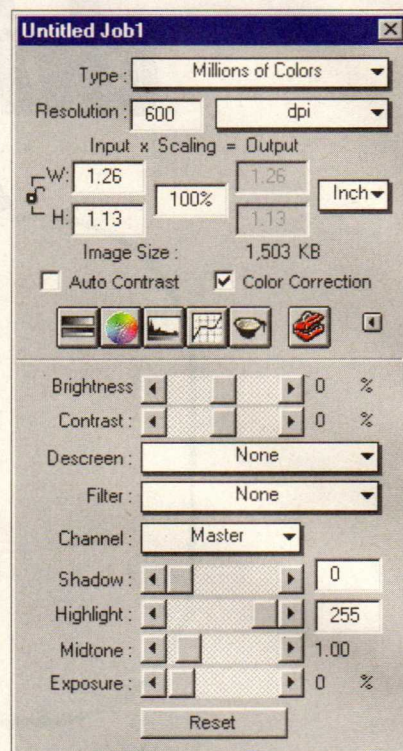 Untitled Job1
Type : Millions of Colors
Resolution : 600 dpi
Input x Scaling = Output
W: 1.26 100% 1.26 Inch
H: 1.13 1.13
Image Size : 1,503 KB
Auto Contrast Color Correction
Brightness 0 %
Contrast : 0 %
Descreen : None
Filter : None
Channel : Master
Shadow : 0
Highlight : 255
Midtone : 1.00
Exposure : 0 %
Reset